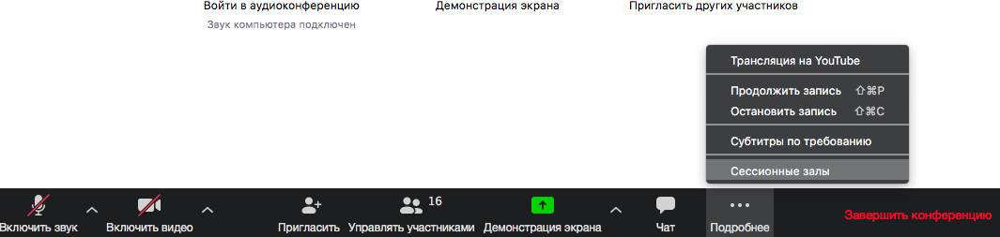 Войти в аудиоконференцию Демонстрация экрана Пригласить других участников
Звук компьютера подключен
Трансляция на YouTube
Продолжить запись ⇧⌘P
Остановить запись ⇧⌘C
Субтитры по требованию
Сессионные залы
16
Включить звук Включить видео Пригласить Управлять участниками Демонстрация экрана Чат Подробнее Завершить конференцию